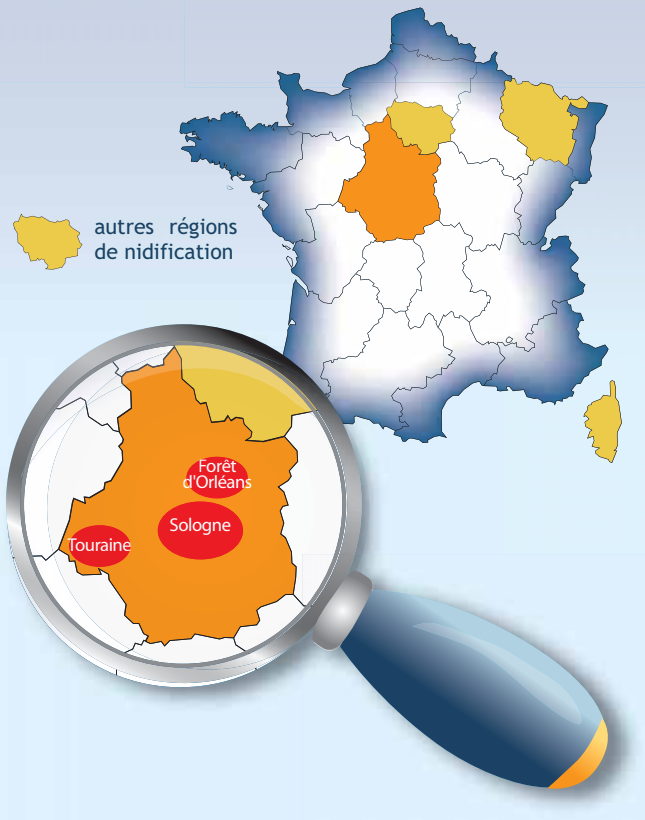 autres régions
de nidification
Forêt
d'Orléans
Sologne
Touraine